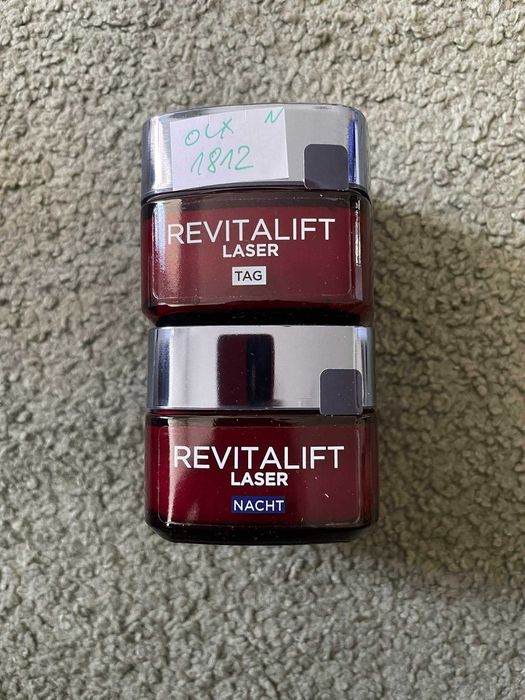 OLX N
1812
REVITALIFT
LASER
TAG
REVITALIFT
LASER
NACHT